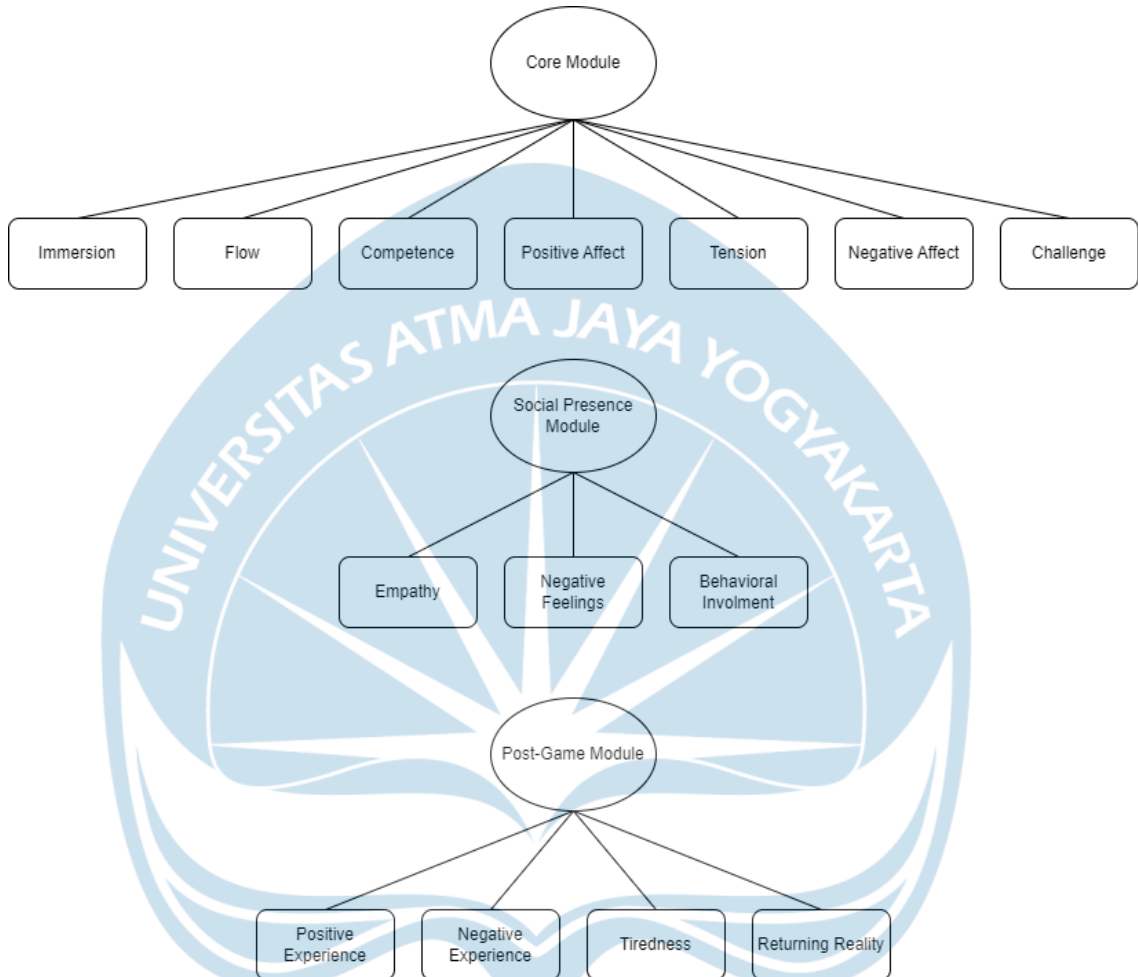 Core Module
Immersion
Flow
Competence
Positive Affect
Tension
Negative Affect
Challenge
UNIVERSITAS ATMA JAYA YOGYAKARTA
Social Presence
Module
Empathy
Negative
Feelings
Behavioral
Involment
Post-Game Module
Positive
Experience
Negative
Experience
Tiredness
Returning Reality